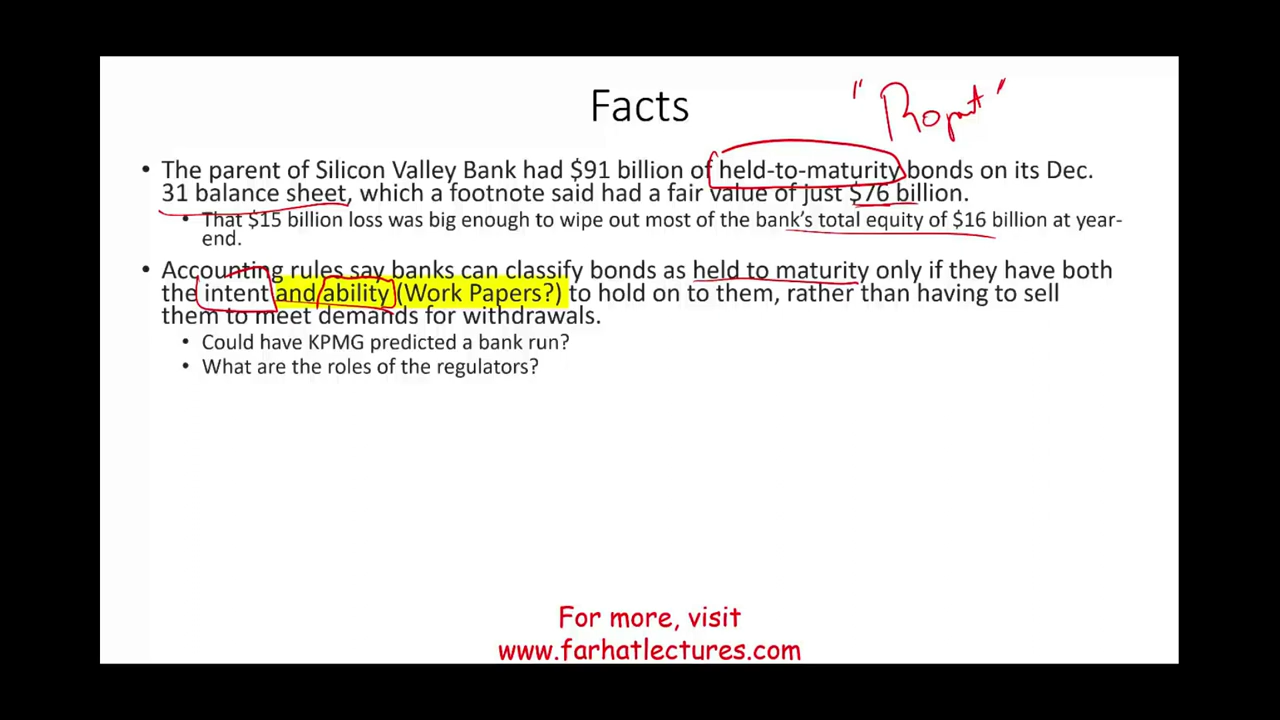 Facts
• The parent of Silicon Valley Bank had $91 billion of held-to-maturity bonds on its Dec.
31 balance sheet, which a footnote said had a fair value of just $76 billion.
• That $15 billion loss was big enough to wipe out most of the bank's total equity of $16 billion at year-
end.
• Accounting rules say banks can classify bonds as held to maturity only if they have both
the intent and ability (Work Papers?) to hold on to them, rather than having to sell
them to meet demands for withdrawals.
• Could have KPMG predicted a bank run?
• What are the roles of the regulators?
For more, visit
www.farhatlectures.com